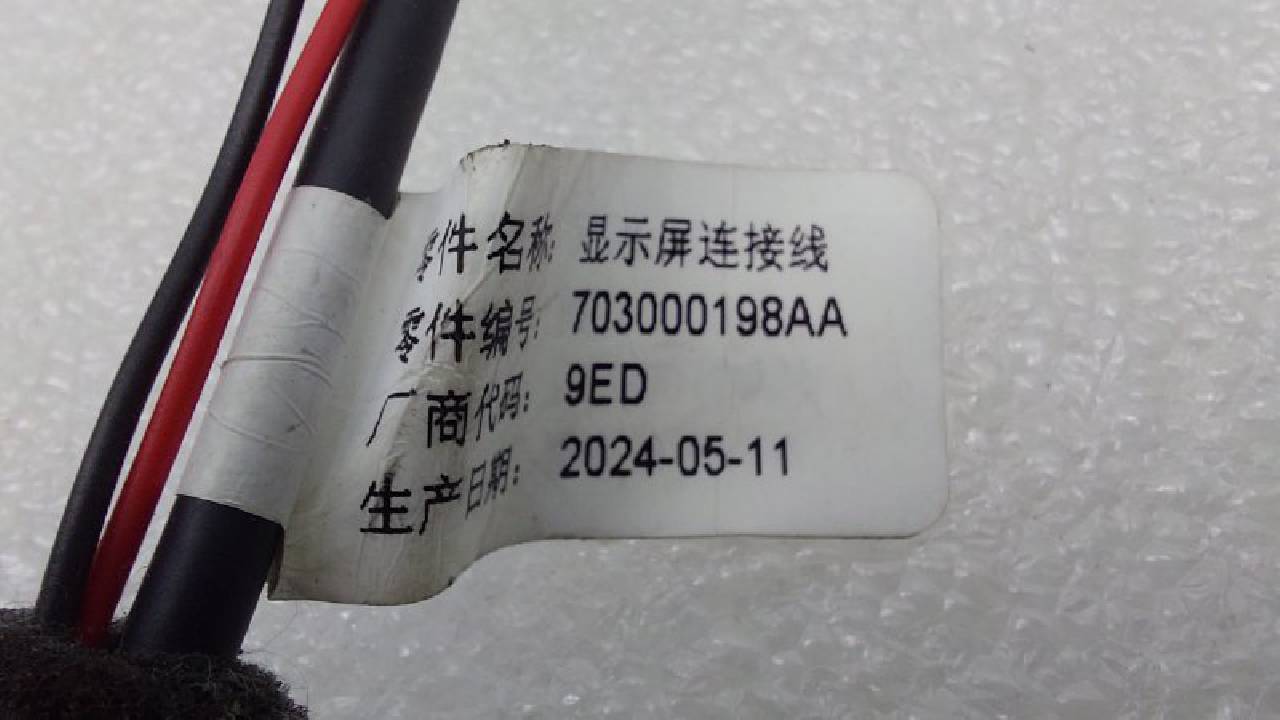 零件名称: 显示屏连接线
零件编号: 703000198AA
厂商代码: 9ED
生产日期: 2024-05-11